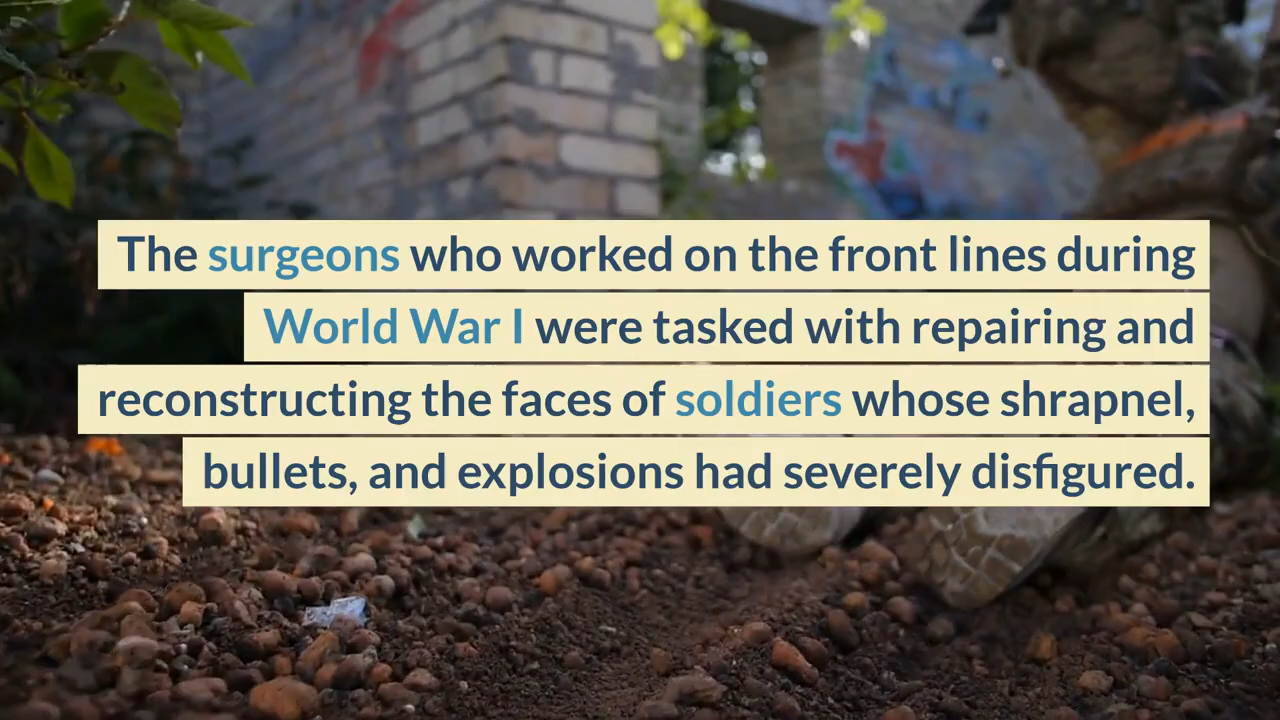 The surgeons who worked on the front lines during
World War I were tasked with repairing and
reconstructing the faces of soldiers whose shrapnel,
bullets, and explosions had severely disfigured.